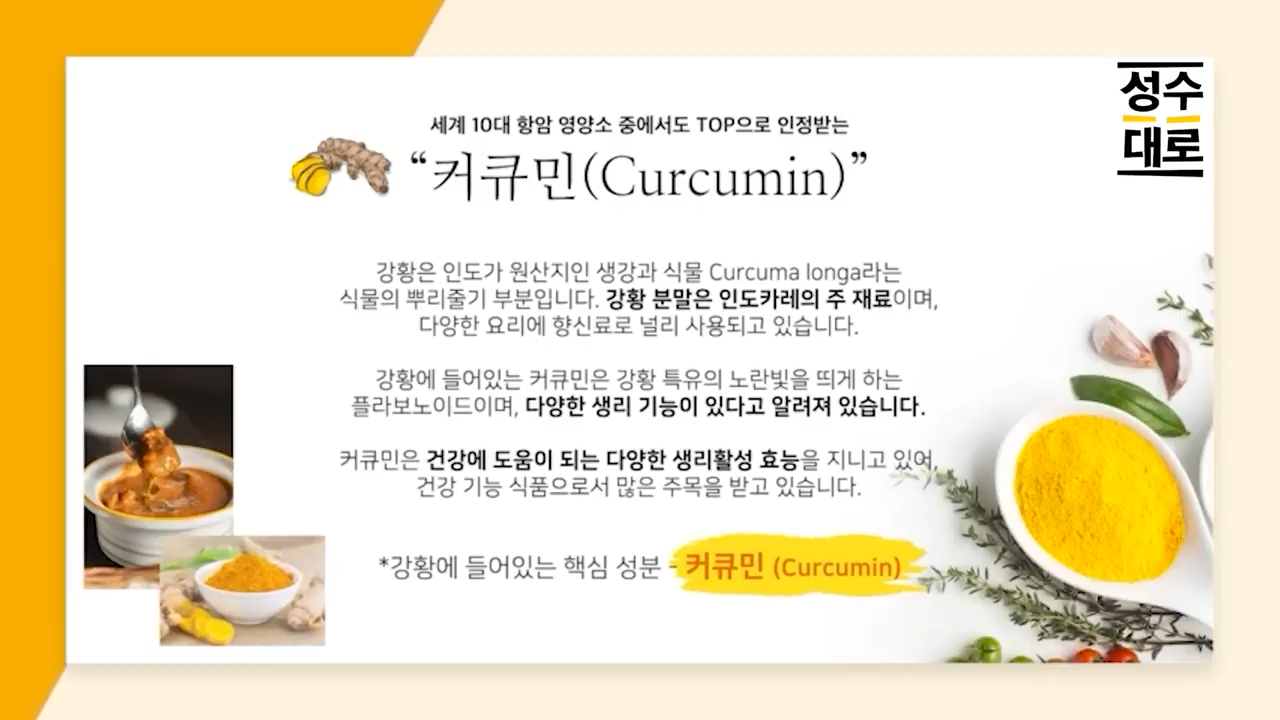 성수
대로
세계 10대 항암 영양소 중에서도 TOP으로 인정받는
“커큐민(Curcumin)”
강황은 인도가 원산지인 생강과 식물 Curcuma longa라는
식물의 뿌리줄기 부분입니다. 강황 분말은 인도카레의 주 재료이며,
다양한 요리에 향신료로 널리 사용되고 있습니다.
강황에 들어있는 커큐민은 강황 특유의 노란빛을 띄게 하는
플라보노이드이며, 다양한 생리 기능이 있다고 알려져 있습니다.
커큐민은 건강에 도움이 되는 다양한 생리활성 효능을 지니고 있어,
건강 기능 식품으로서 많은 주목을 받고 있습니다.
*강황에 들어있는 핵심 성분 - 커큐민 (Curcumin)